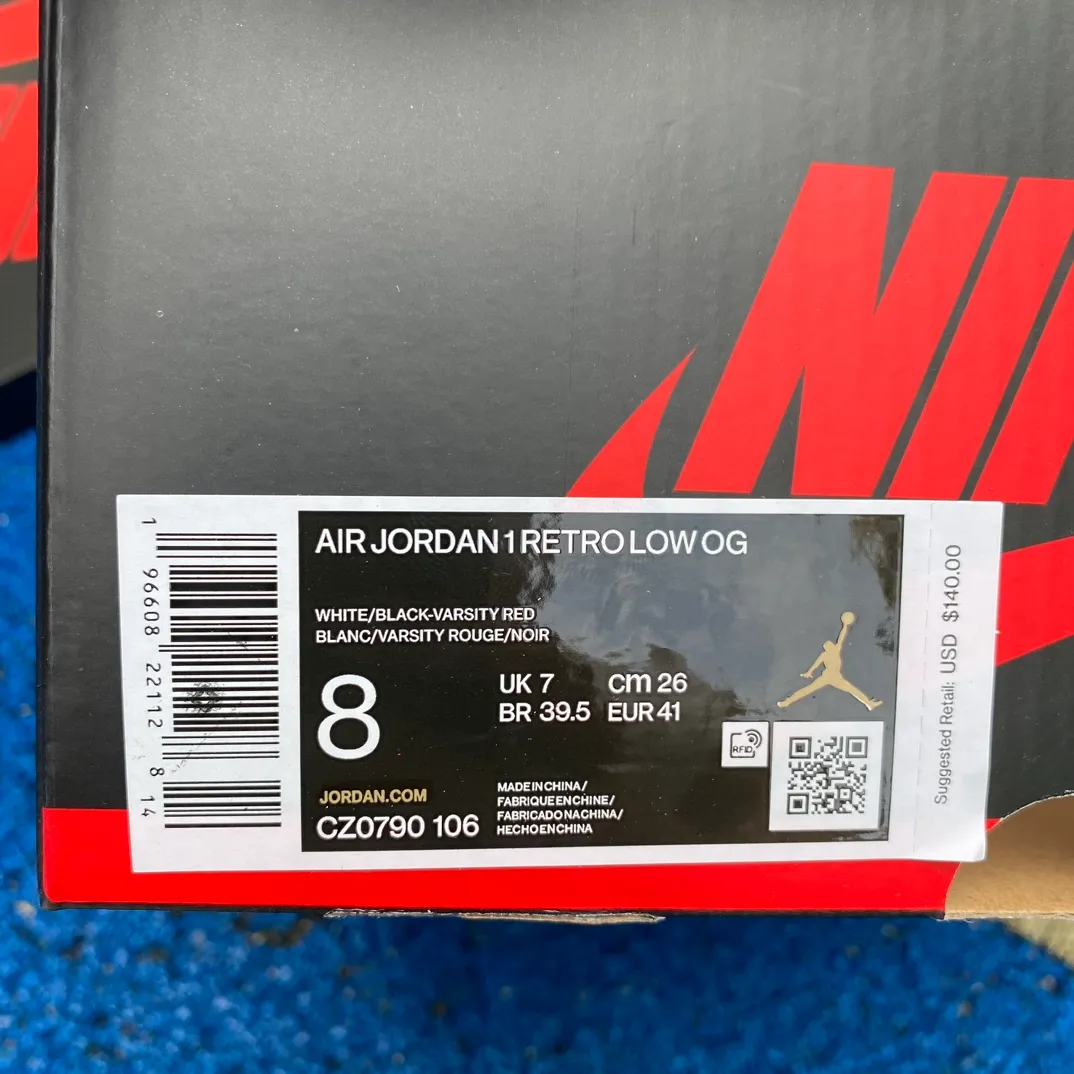 NIK
AIR JORDAN 1 RETRO LOW OG
WHITE/BLACK-VARSITY RED
BLANC/VARSITY ROUGE/NOIR
8
UK 7 cm 26
BR 39.5 EUR 41
RFID
JORDAN.COM
CZ0790 106
MADE IN CHINA/
FABRIQUE EN CHINE/
FABRICADO NA CHINA/
HECHO EN CHINA
1 96608 22112 8 14
Suggested Retail: USD $140.00